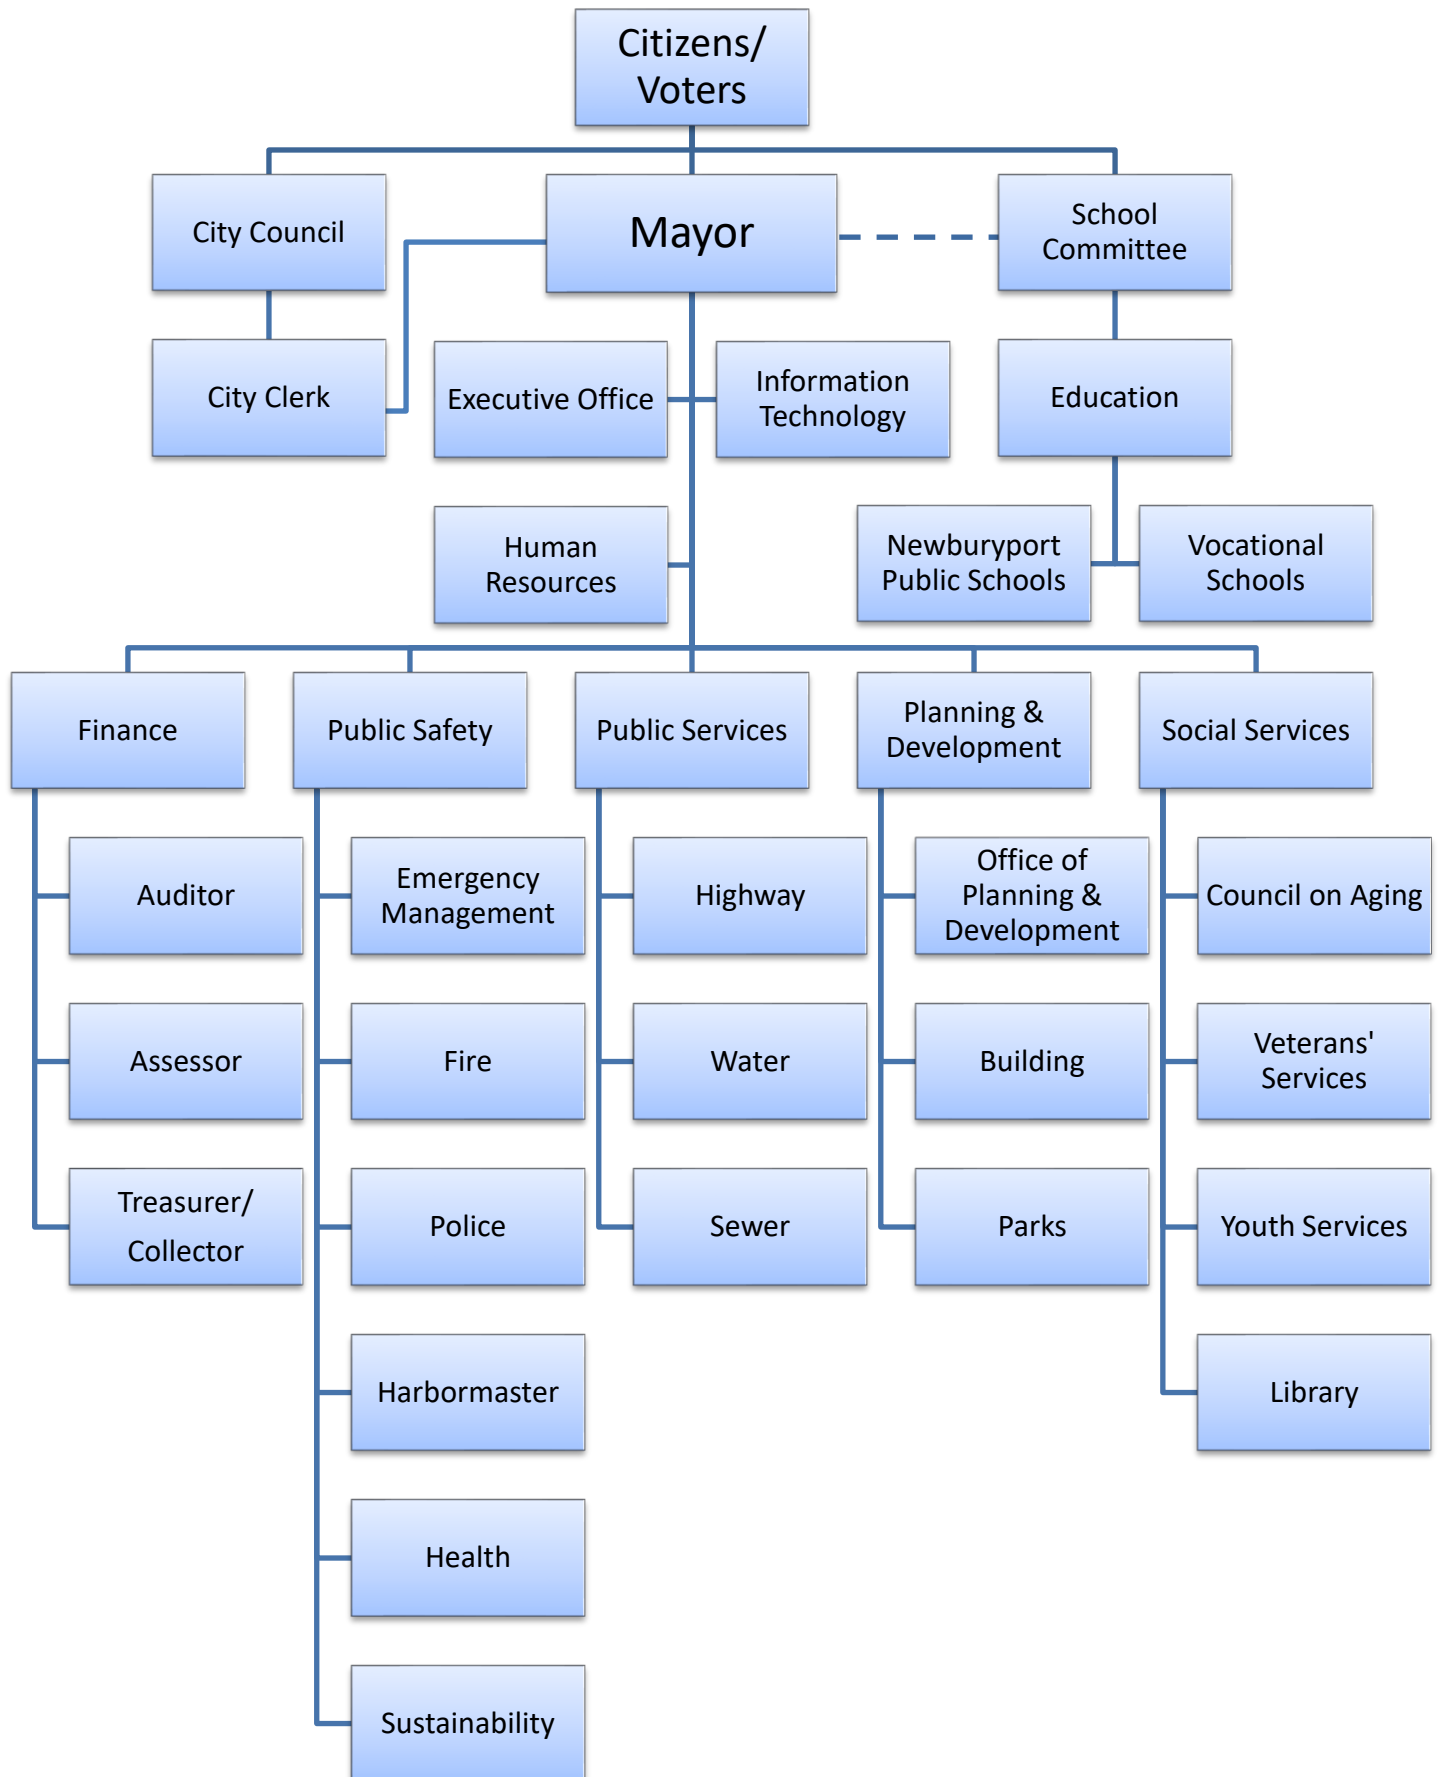 Citizens/
Voters
City Council
Mayor
School
Committee
City Clerk
Executive Office
Information
Technology
Education
Human
Resources
Newburyport
Public Schools
Vocational
Schools
Finance
Public Safety
Public Services
Planning &
Development
Social Services
Auditor
Emergency
Management
Highway
Office of
Planning &
Development
Council on Aging
Assessor
Fire
Water
Building
Veterans'
Services
Treasurer/
Collector
Police
Sewer
Parks
Youth Services
Harbormaster
Library
Health
Sustainability